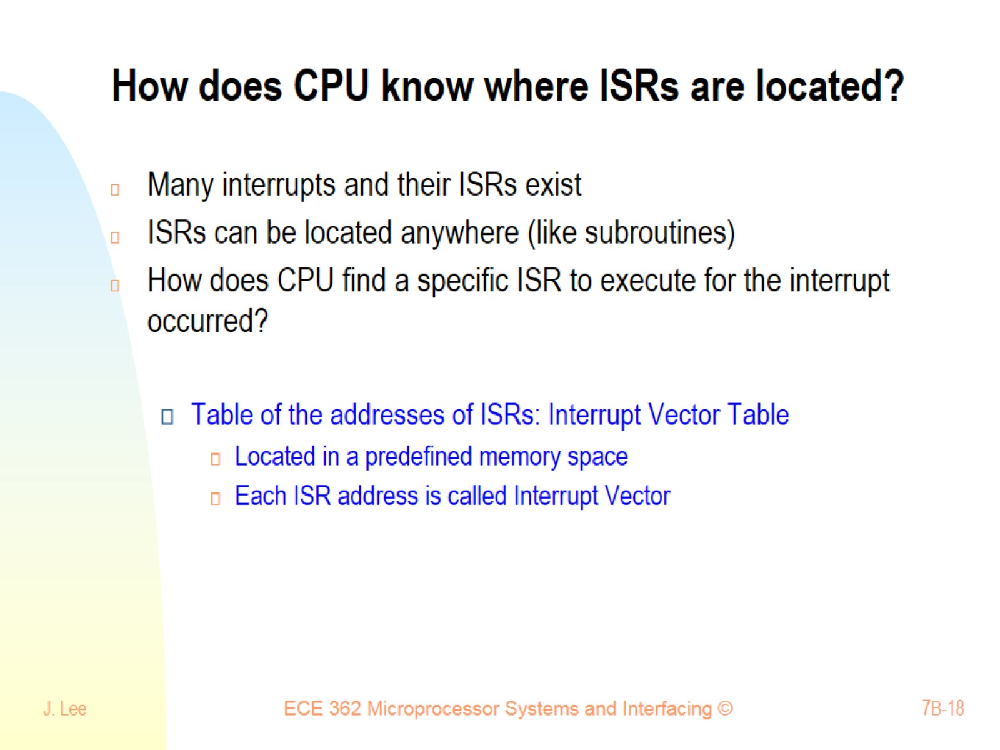 How does CPU know where ISRs are located?
Many interrupts and their ISRs exist
ISRs can be located anywhere (like subroutines)
How does CPU find a specific ISR to execute for the interrupt
occurred?
Table of the addresses of ISRs: Interrupt Vector Table
Located in a predefined memory space
Each ISR address is called Interrupt Vector
J. Lee
ECE 362 Microprocessor Systems and Interfacing ©
7B-18